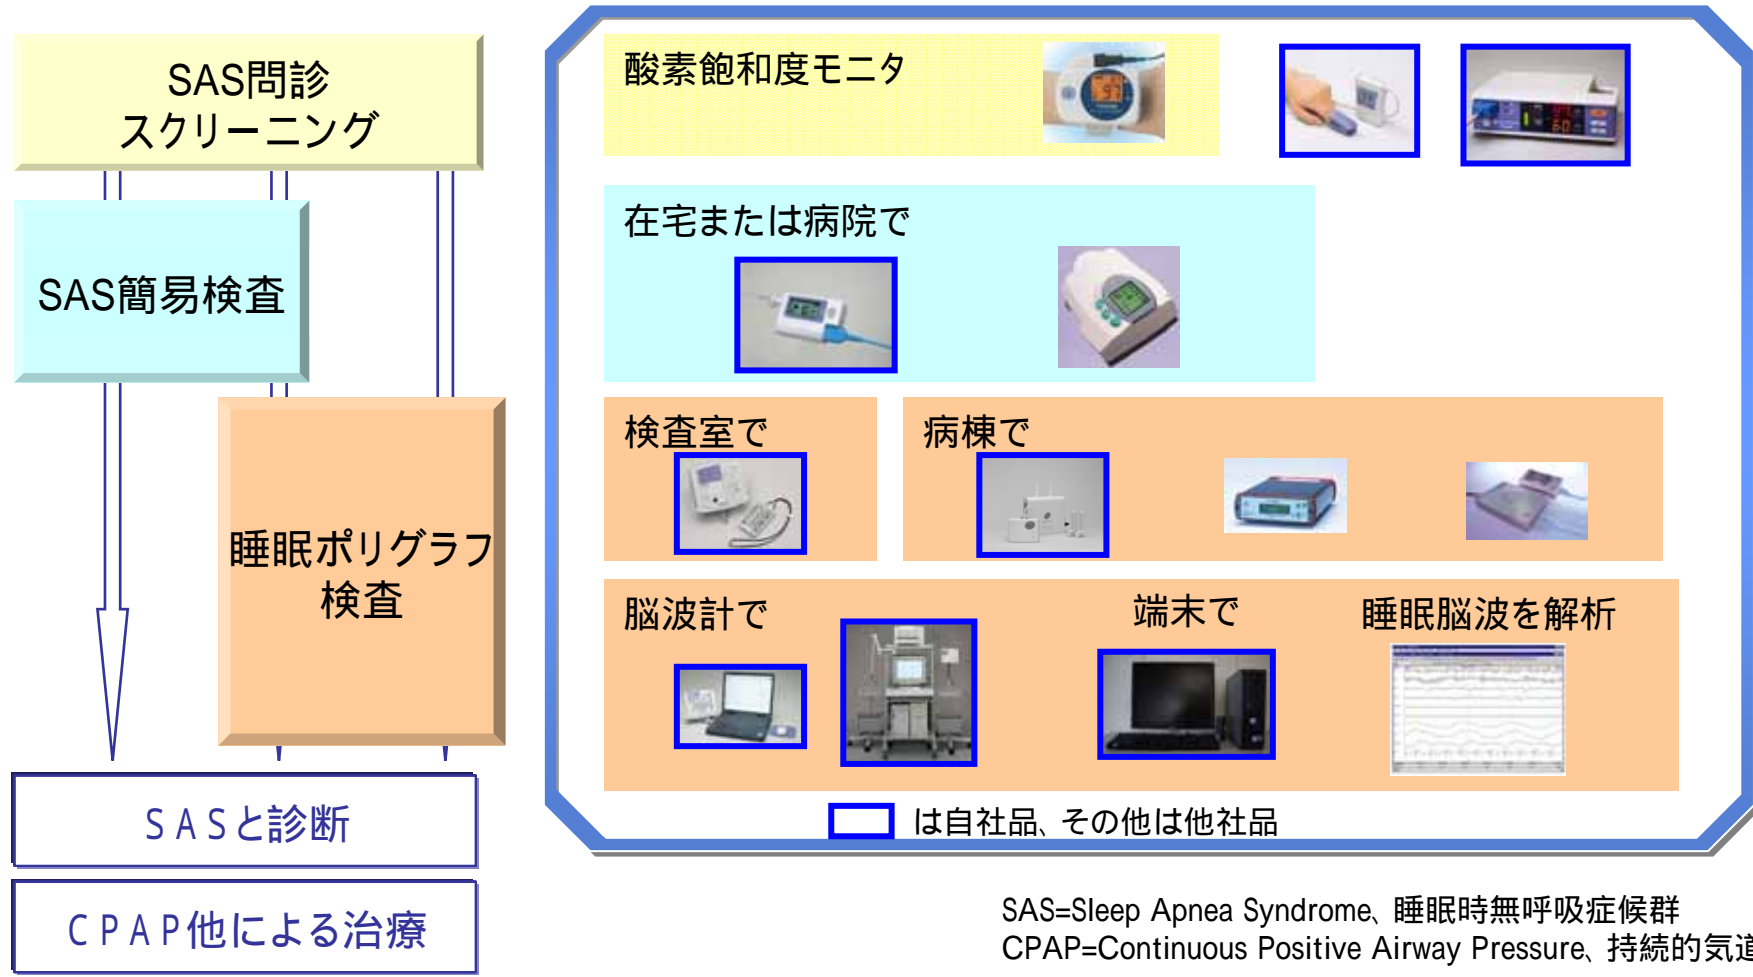 SAS問診
スクリーニング
SAS簡易検査
睡眠ポリグラフ
検査
SASと診断
CPAP他による治療
酸素飽和度モニタ
97
在宅または病院で
検査室で
病棟で
脳波計で
端末で
睡眠脳波を解析
は自社品、その他は他社品
SAS=Sleep Apnea Syndrome、睡眠時無呼吸症候群
CPAP=Continuous Positive Airway Pressure、持続的気道